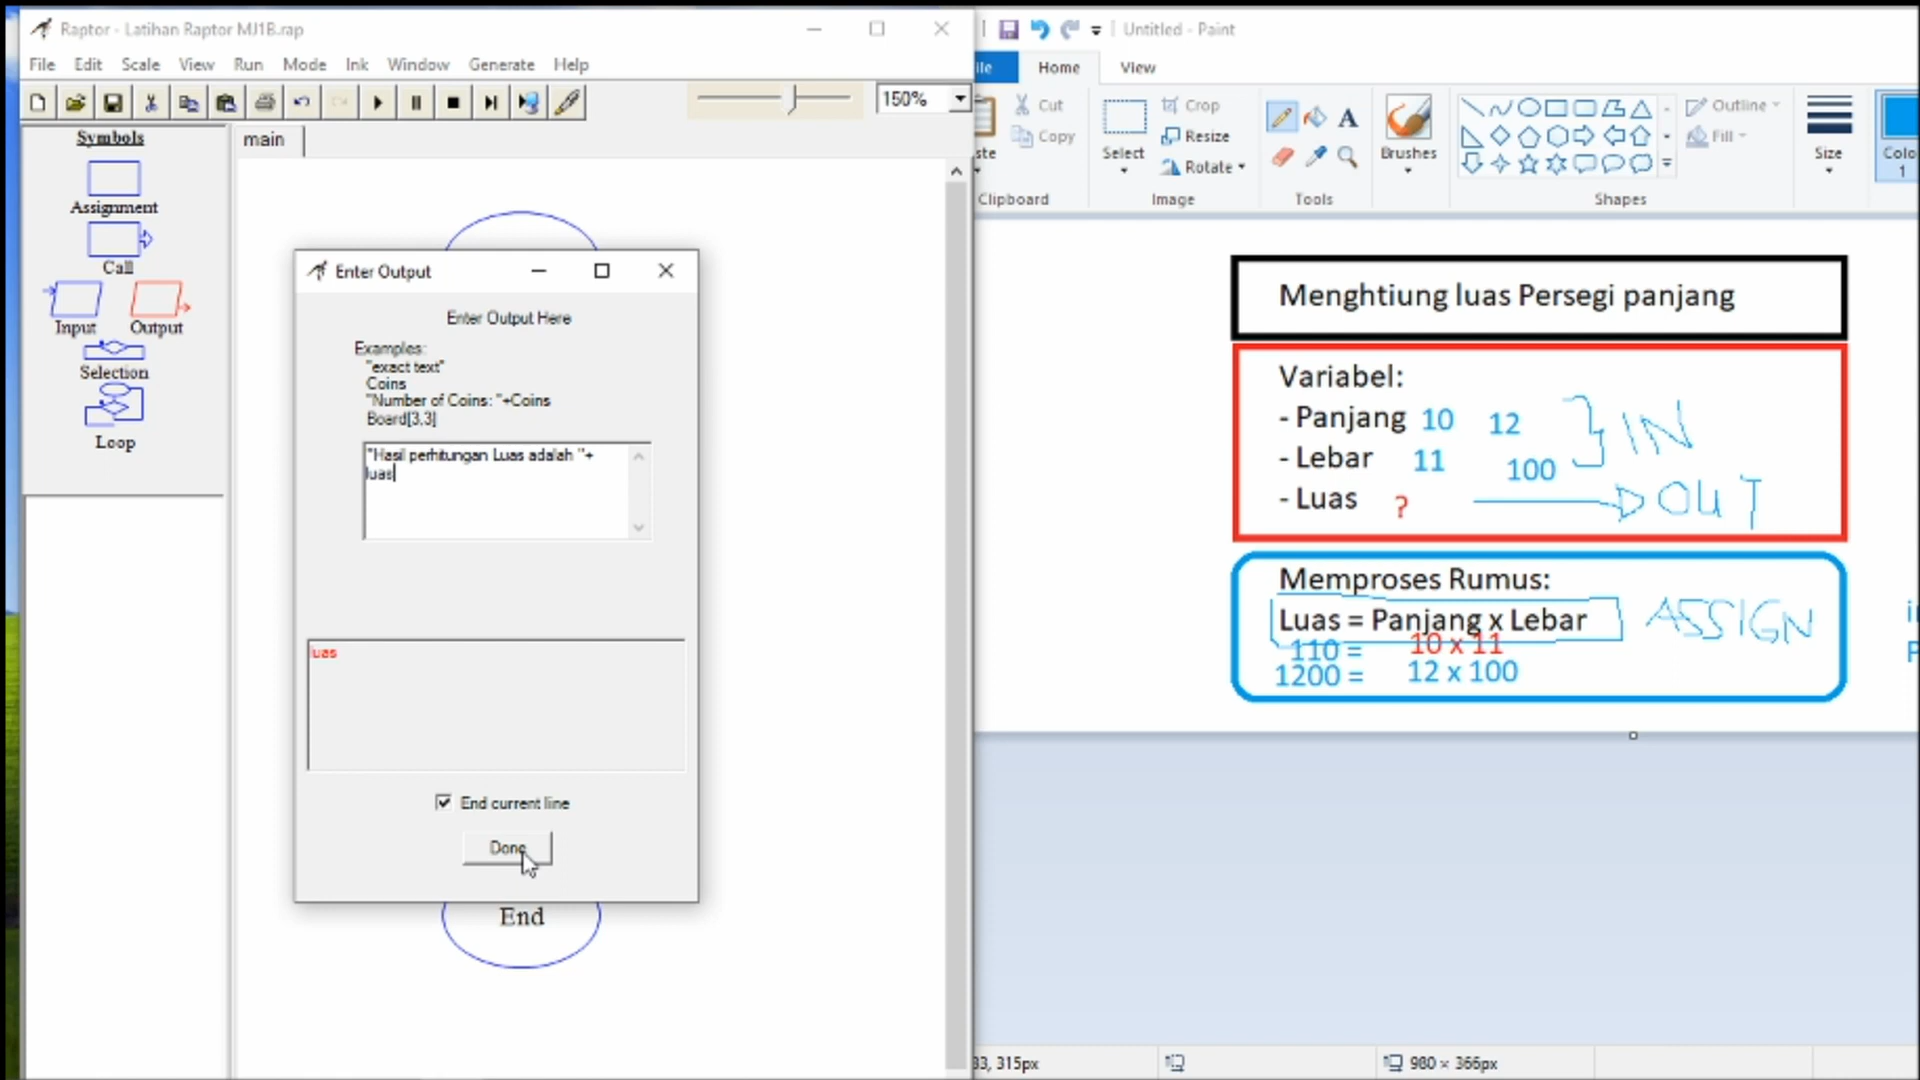 Raptor - Latihan Raptor MJ1B.rap
File Edit Scale View Run Mode Ink Window Generate Help
150%
Symbols
main
Assignment
Call
Input Output
Selection
Loop
Enter Output
Enter Output Here
Examples:
"exact text"
Coins
"Number of Coins: "+Coins
Board[3,3]
"Hasil perhitungan Luas adalah "+
luas
luas
End current line
Done
End
Untitled - Paint
Home View
Cut
Copy
Clipboard
Select
Crop
Resize
Rotate
Image
A
Tools
Brushes
Outline
Fill
Shapes
Size
1
Menghtiung luas Persegi panjang
Variabel:
- Panjang 10 12
- Lebar 11 100
- Luas ?
IN
OUT
Memproses Rumus:
Luas = Panjang x Lebar
ASSIGN
110 = 10 x 11
1200 = 12 x 100
33, 315px
980 × 366px